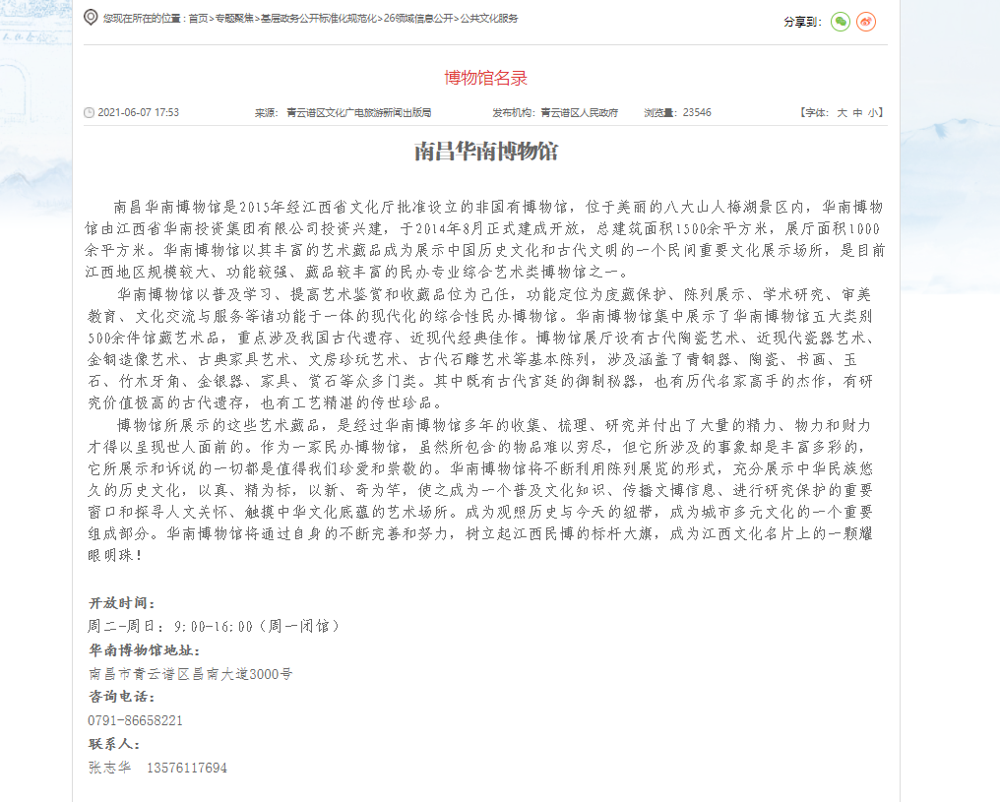 您现在所在的位置：首页>专题聚焦>基层政务公开标准化规范化>26领域信息公开>公共文化服务
分享到：
博物馆名录
2021-06-07 17:53 来源： 青云谱区文化广电旅游新闻出版局 发布机构：青云谱区人民政府 浏览量：23546 【字体： 大 中 小】
南昌华南博物馆
南昌华南博物馆是2015年经江西省文化厅批准设立的非国有博物馆，位于美丽的八大山人梅湖景区内，华南博物
馆由江西省华南投资集团有限公司投资兴建，于2014年8月正式建成开放，总建筑面积1500余平方米，展厅面积1000
余平方米。华南博物馆以其丰富的艺术藏品成为展示中国历史文化和古代文明的一个民间重要文化展示场所，是目前
江西地区规模较大、功能较强、藏品较丰富的民办专业综合艺术类博物馆之一。
华南博物馆以普及学习、提高艺术鉴赏和收藏品位为己任，功能定位为庋藏保护、陈列展示、学术研究、审美
教育、文化交流与服务等诸功能于一体的现代化的综合性民办博物馆。华南博物馆集中展示了华南博物馆五大类别
500余件馆藏艺术品，重点涉及我国古代遗存、近现代经典佳作。博物馆展厅设有古代陶瓷艺术、近现代瓷器艺术、
金铜造像艺术、古典家具艺术、文房珍玩艺术、古代石雕艺术等基本陈列，涉及涵盖了青铜器、陶瓷、书画、玉
石、竹木牙角、金银器、家具、赏石等众多门类。其中既有古代宫廷的御制秘器，也有历代名家高手的杰作，有研
究价值极高的古代遗存，也有工艺精湛的传世珍品。
博物馆所展示的这些艺术藏品，是经过华南博物馆多年的收集、梳理、研究并付出了大量的精力、物力和财力
才得以呈现世人面前的。作为一家民办博物馆，虽然所包含的物品难以穷尽，但它所涉及的事象却是丰富多彩的，
它所展示和诉说的一切都是值得我们珍爱和崇敬的。华南博物馆将不断利用陈列展览的形式，充分展示中华民族悠
久的历史文化，以真、精为标，以新、奇为竿，使之成为一个普及文化知识、传播文博信息、进行研究保护的重要
窗口和探寻人文关怀、触摸中华文化底蕴的艺术场所。成为观照历史与今天的纽带，成为城市多元文化的一个重要
组成部分。华南博物馆将通过自身的不断完善和努力，树立起江西民博的标杆大旗，成为江西文化名片上的一颗耀
眼明珠！
开放时间：
周二-周日：9:00-16:00（周一闭馆）
华南博物馆地址：
南昌市青云谱区昌南大道3000号
咨询电话：
0791-86658221
联系人：
张志华 13576117694